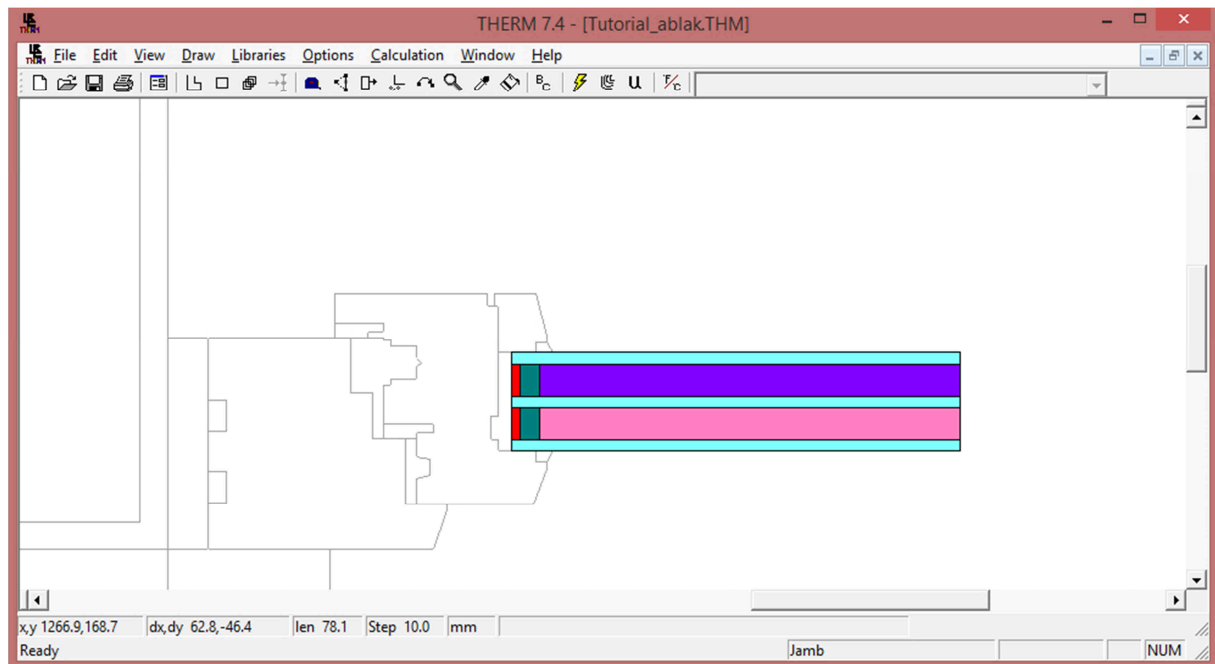 THERM 7.4 - [Tutorial_ablak.THM]
File Edit View Draw Libraries Options Calculation Window Help
BC U F/C
x,y 1266.9,168.7 dx,dy 62.8,-46.4 len 78.1 Step 10.0 mm
Ready Jamb NUM